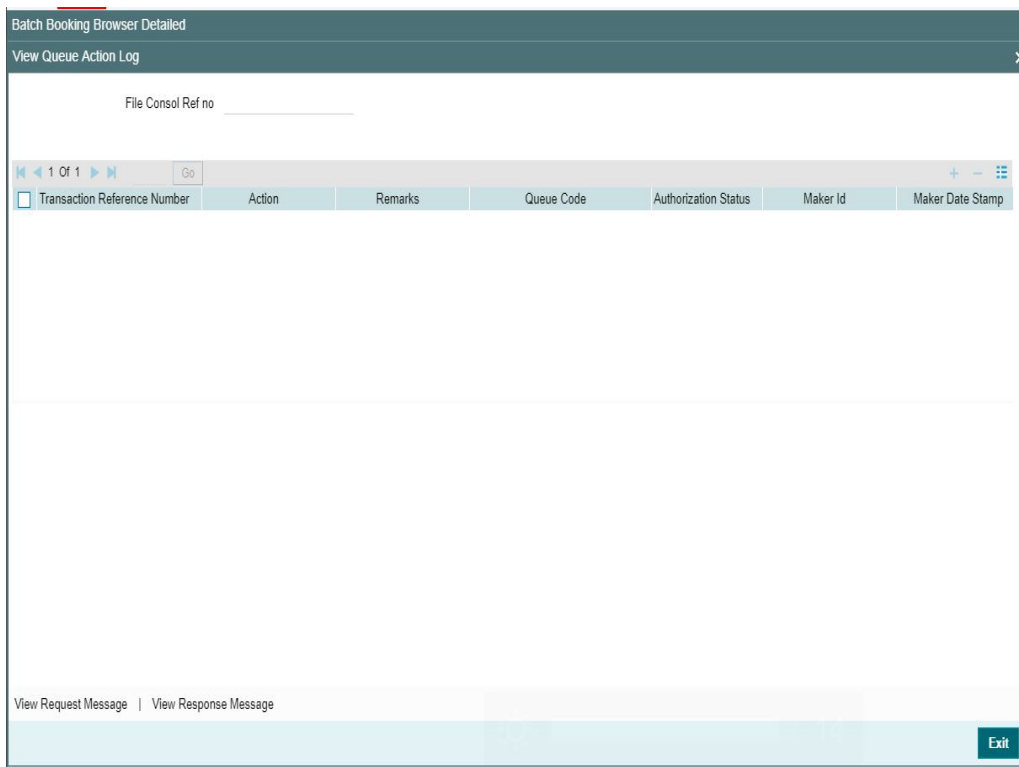 Batch Booking Browser Detailed
View Queue Action Log
File Consol Ref no
1 Of 1 Go
Transaction Reference Number Action Remarks Queue Code Authorization Status Maker Id Maker Date Stamp
View Request Message | View Response Message
Exit